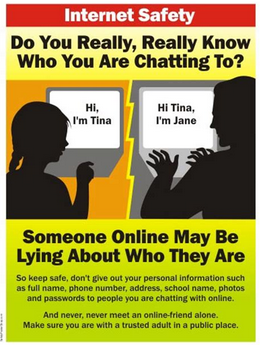 Internet Safety
Do You Really, Really Know
Who You Are Chatting To?
Hi,
I'm Tina
Hi Tina,
I'm Jane
Someone Online May Be
Lying About Who They Are
So keep safe, don't give out your personal information such
as full name, phone number, address, school name, photos
and passwords to people you are chatting with online.
And never, never meet an online-friend alone.
Make sure you are with a trusted adult in a public place.